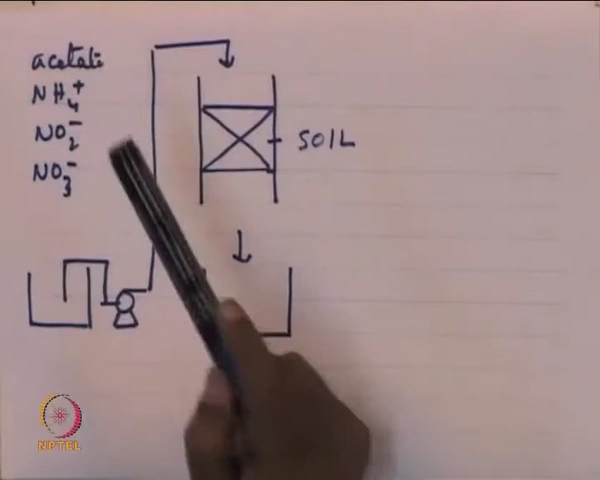 acetate
NH₄⁺
NO₂⁻
NO₃⁻
SOIL
NPTEL